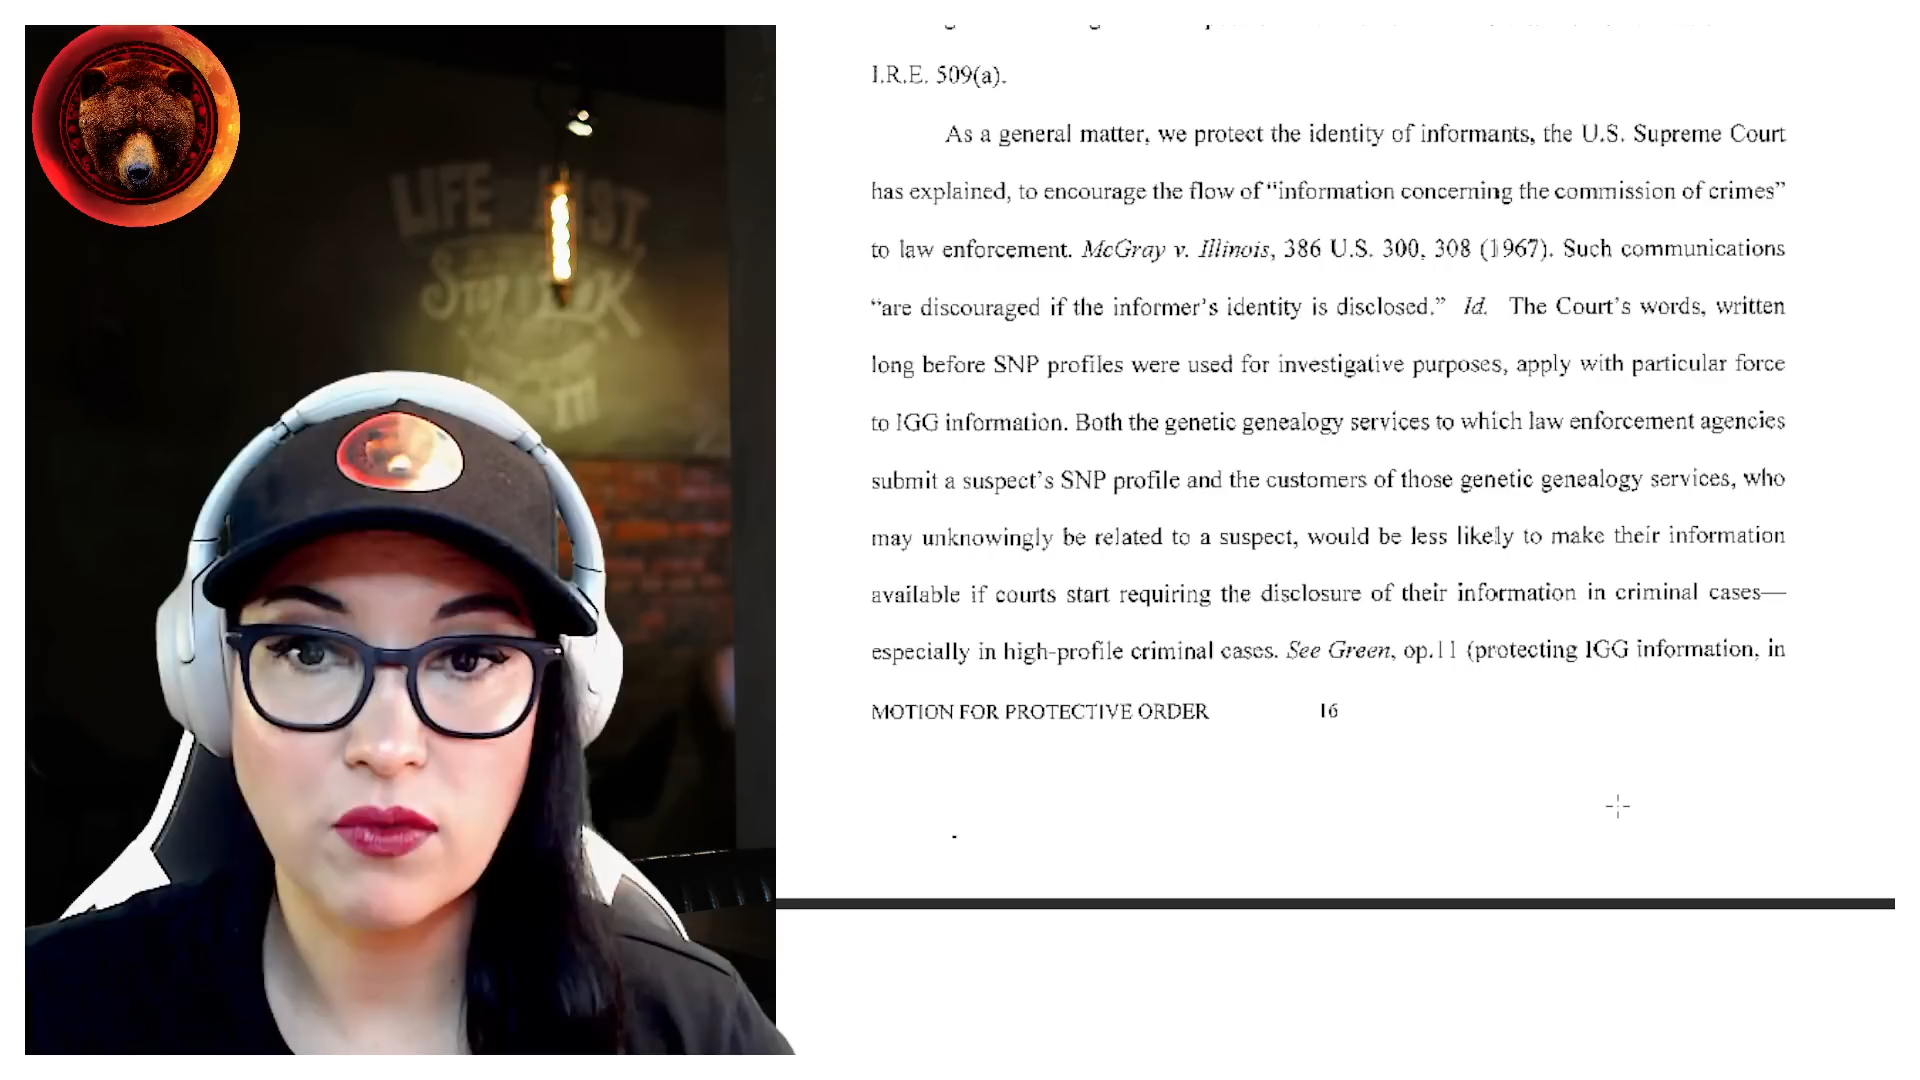 LIFE
I.R.E. 509(a).
As a general matter, we protect the identity of informants, the U.S. Supreme Court
has explained, to encourage the flow of “information concerning the commission of crimes”
to law enforcement. McGray v. Illinois, 386 U.S. 300, 308 (1967). Such communications
“are discouraged if the informer’s identity is disclosed.” Id. The Court’s words, written
long before SNP profiles were used for investigative purposes, apply with particular force
to IGG information. Both the genetic genealogy services to which law enforcement agencies
submit a suspect’s SNP profile and the customers of those genetic genealogy services, who
may unknowingly be related to a suspect, would be less likely to make their information
available if courts start requiring the disclosure of their information in criminal cases—
especially in high-profile criminal cases. See Green, op.11 (protecting IGG information, in
MOTION FOR PROTECTIVE ORDER 16